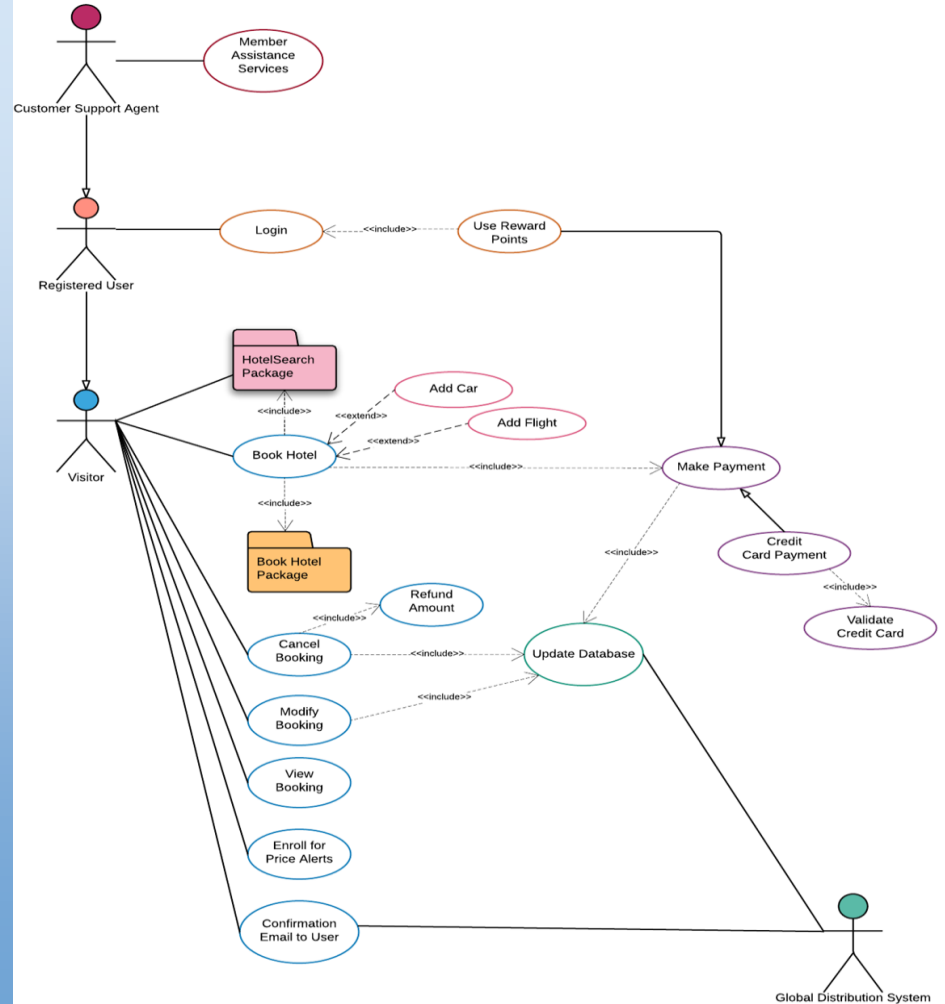 Member
Assistance
Services
Customer Support Agent
Login
<<include>>
Use Reward
Points
Registered User
HotelSearch
Package
<<include>>
Add Car
<<extend>>
Add Flight
<<extend>>
Book Hotel
<<include>>
Make Payment
Visitor
<<include>>
Book Hotel
Package
Credit
Card Payment
<<include>>
<<include>>
Validate
Credit Card
Refund
Amount
<<include>>
Cancel
Booking
<<include>>
Update Database
<<include>>
Modify
Booking
View
Booking
Enroll for
Price Alerts
Confirmation
Email to User
Global Distribution System